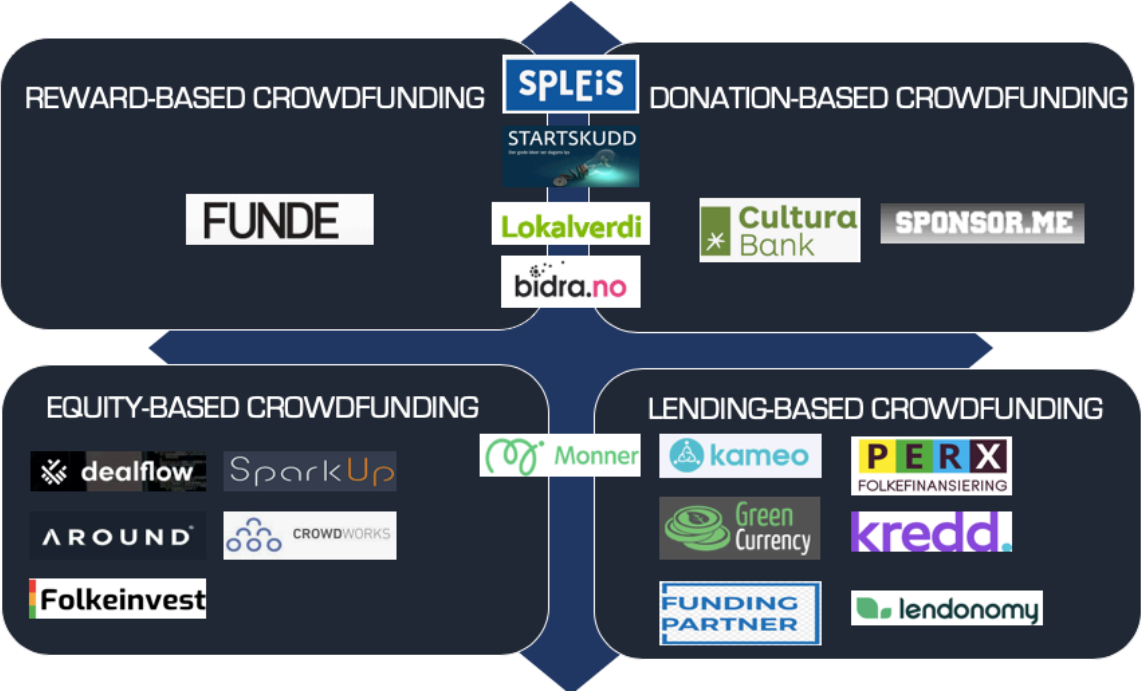 REWARD-BASED CROWDFUNDING
FUNDE
SPLEiS
STARTSKUDD
Lokalverdi
bidra.no
DONATION-BASED CROWDFUNDING
Cultura
Bank
SPONSOR.ME
EQUITY-BASED CROWDFUNDING
dealflow
SparkUp
AROUND
CROWDWORKS
Folkeinvest
Monner
LENDING-BASED CROWDFUNDING
kameo
PERX
FOLKEFINANSIERING
Green
Currency
kredd.
FUNDING
PARTNER
lendonomy